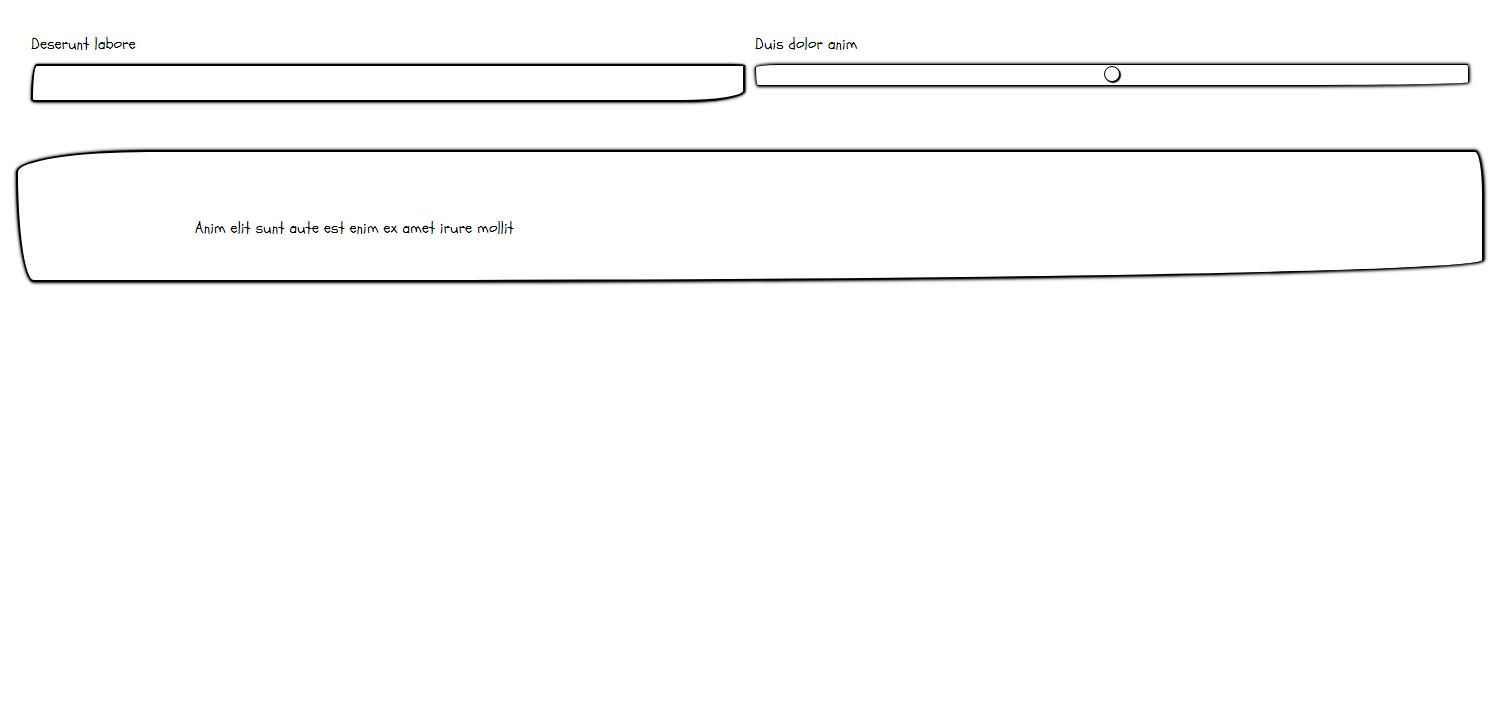 Deserunt labore
Duis dolor anim
Anim elit sunt aute est enim ex amet irure mollit